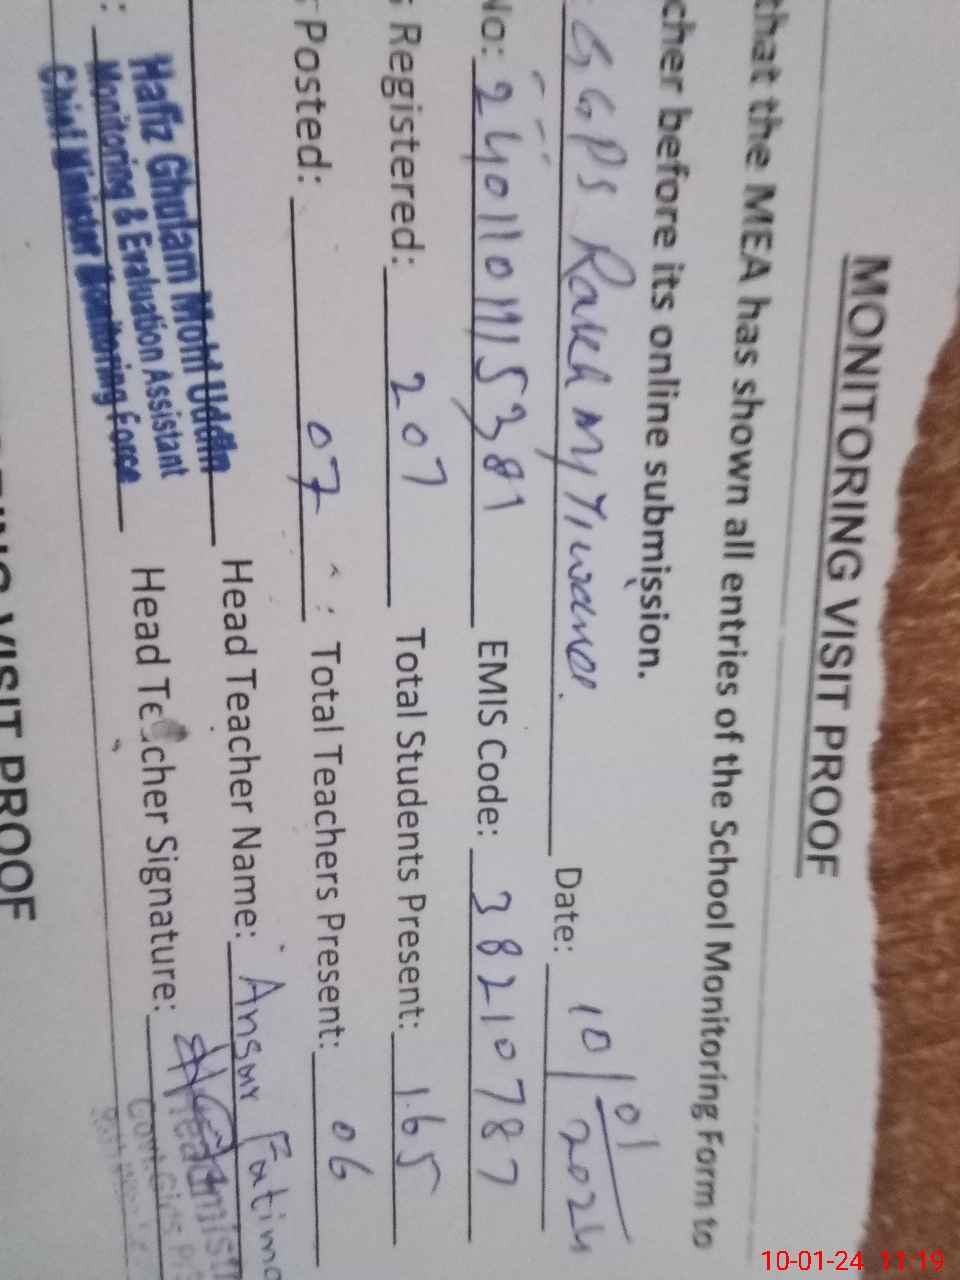 MONITORING VISIT PROOF
that the MEA has shown all entries of the School Monitoring Form to
cher before its online submission.
GGPS Rakh M/Tiwana. Date: 10/01/2024
No: EMIS Code: 38210787
Registered: 207 Total Students Present: 165
Posted: 07 Total Teachers Present: 06
Head Teacher Name: Ansar Fatima
Hafiz Ghulam Mohi Uddin
Monitoring & Evaluation Assistant
Chief Minister Monitoring Force
Head Teacher Signature:
Headmist
VISIT PROOF
10-01-24 11:19